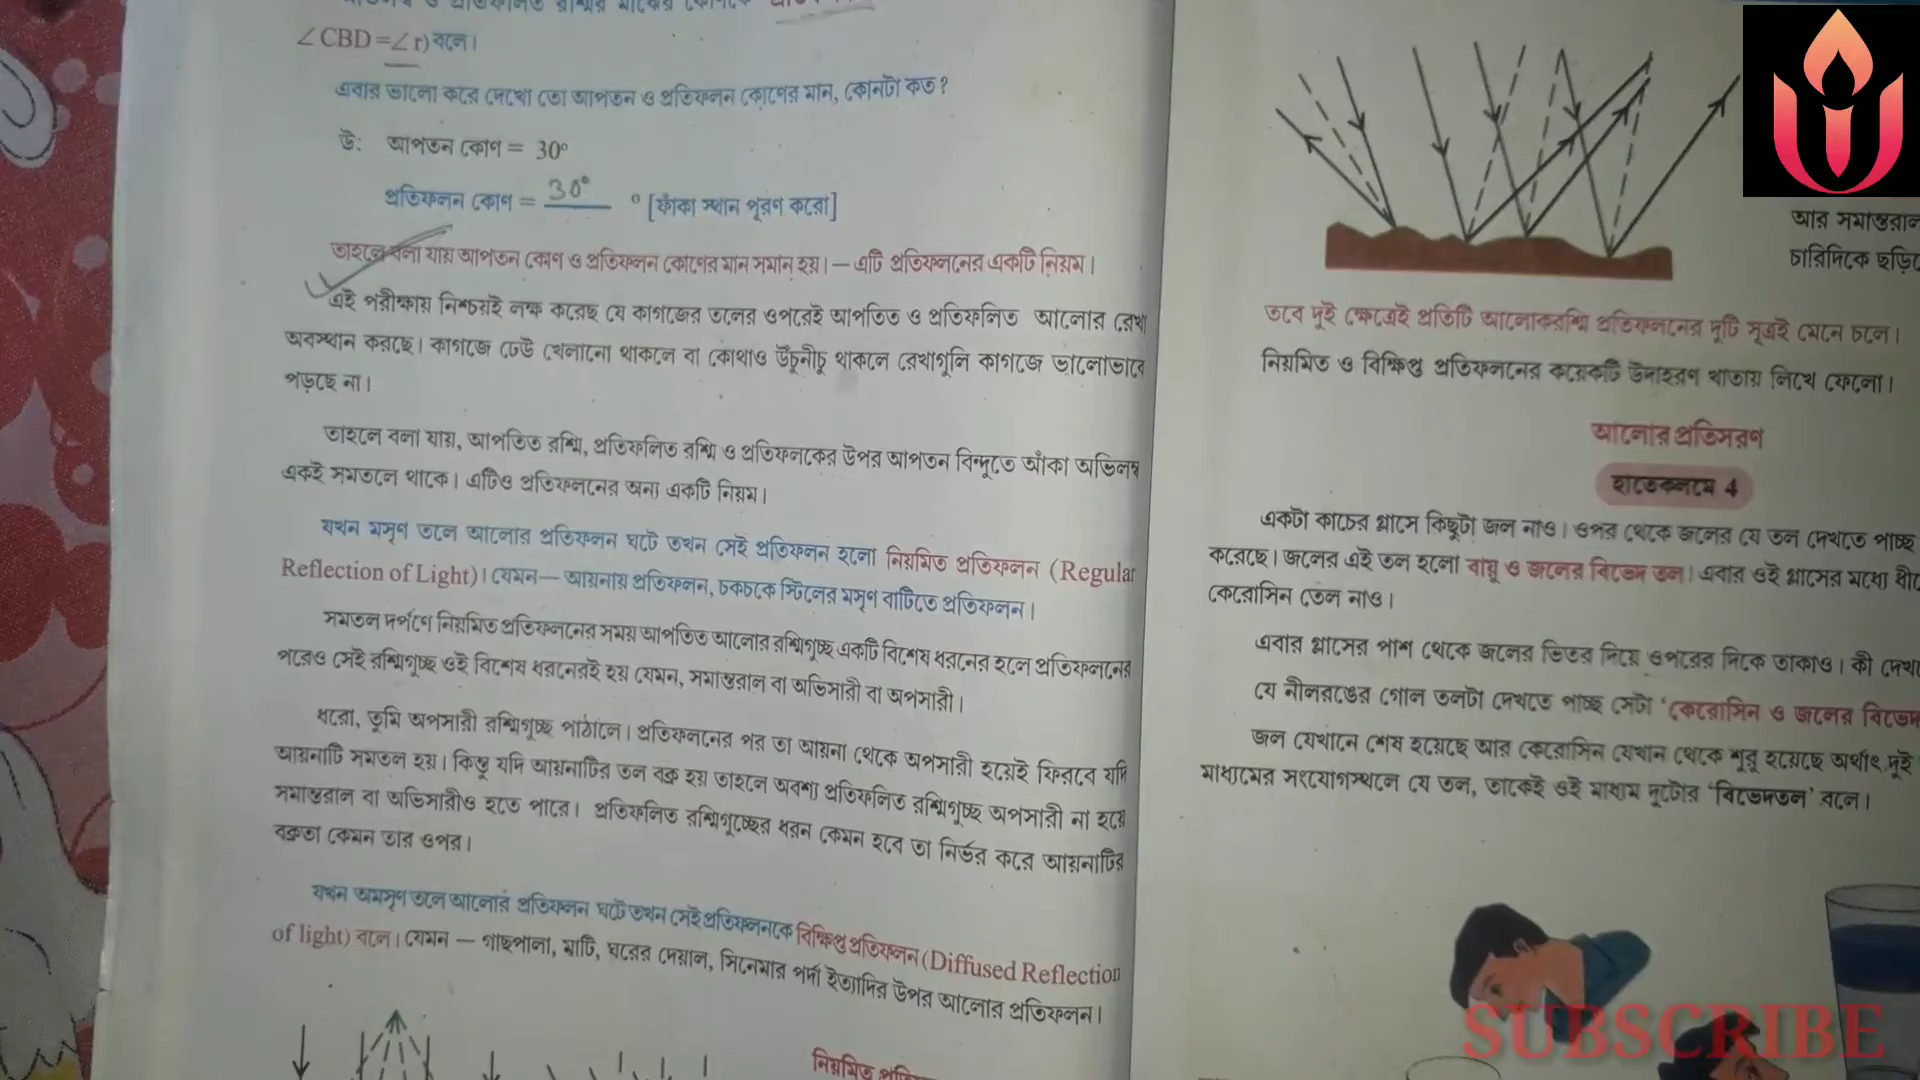 ∠CBD =∠ r) বলে।
এবার ভালো করে দেখো তো আপতন ও প্রতিফলন কোণের মান, কোনটা কত?
উ: আপতন কোণ = 30°
প্রতিফলন কোণ = 30° ° [ফাঁকা স্থান পূরণ করো]
তাহলে বলা যায় আপতন কোণ ও প্রতিফলন কোণের মান সমান হয়। — এটি প্রতিফলনের একটি নিয়ম।
এই পরীক্ষায় নিশ্চয়ই লক্ষ করেছ যে কাগজের তলের ওপরেই আপতিত ও প্রতিফলিত আলোর রেখা
অবস্থান করছে। কাগজে ঢেউ খেলানো থাকলে বা কোথাও উঁচুনীচু থাকলে রেখাগুলি কাগজে ভালোভাবে
পড়ছে না।
তাহলে বলা যায়, আপতিত রশ্মি, প্রতিফলিত রশ্মি ও প্রতিফলকের উপর আপতন বিন্দুতে আঁকা অভিলম্ব
একই সমতলে থাকে। এটিও প্রতিফলনের অন্য একটি নিয়ম।
যখন মসৃণ তলে আলোর প্রতিফলন ঘটে তখন সেই প্রতিফলন হলো নিয়মিত প্রতিফলন (Regular
Reflection of Light)। যেমন— আয়নায় প্রতিফলন, চকচকে স্টিলের মসৃণ বাটিতে প্রতিফলন।
সমতল দর্পণে নিয়মিত প্রতিফলনের সময় আপতিত আলোর রশ্মিগুচ্ছ একটি বিশেষ ধরনের হলে প্রতিফলনের
পরেও সেই রশ্মিগুচ্ছ ওই বিশেষ ধরনেরই হয় যেমন, সমান্তরাল বা অভিসারী বা অপসারী।
ধরো, তুমি অপসারী রশ্মিগুচ্ছ পাঠালে। প্রতিফলনের পর তা আয়না থেকে অপসারী হয়েই ফিরবে যদি
আয়নাটি সমতল হয়। কিন্তু যদি আয়নাটির তল বক্র হয় তাহলে অবশ্য প্রতিফলিত রশ্মিগুচ্ছ অপসারী না হয়ে
সমান্তরাল বা অভিসারীও হতে পারে। প্রতিফলিত রশ্মিগুচ্ছের ধরন কেমন হবে তা নির্ভর করে আয়নাটির
বক্রতা কেমন তার ওপর।
যখন অমসৃণ তলে আলোর প্রতিফলন ঘটে তখন সেই প্রতিফলনকে বিক্ষিপ্ত প্রতিফলন (Diffused Reflection
of light) বলে। যেমন — গাছপালা, মাটি, ঘরের দেয়াল, সিনেমার পর্দা ইত্যাদির উপর আলোর প্রতিফলন।
নিয়মিত
আর সমান্তরাল
চারিদিকে
তবে দুই ক্ষেত্রেই প্রতিটি আলোকরশ্মি প্রতিফলনের দুটি সূত্রই মেনে চলে।
নিয়মিত ও বিক্ষিপ্ত প্রতিফলনের কয়েকটি উদাহরণ খাতায় লিখে ফেলো।
আলোর প্রতিসরণ
হাতেকলমে 4
একটা কাচের গ্লাসে কিছুটা জল নাও। ওপর থেকে জলের যে তল দেখতে পাচ্ছ
করেছে। জলের এই তল হলো বায়ু ও জলের বিভেদ তল। এবার ওই গ্লাসের মধ্যে
কেরোসিন তেল নাও।
এবার গ্লাসের পাশ থেকে জলের ভিতর দিয়ে ওপরের দিকে তাকাও। কী
যে নীলরঙের গোল তলটা দেখতে পাচ্ছ সেটা ‘কেরোসিন ও জলের বিভেদ
জল যেখানে শেষ হয়েছে আর কেরোসিন যেখান থেকে শুরু হয়েছে অর্থাৎ দুই
মাধ্যমের সংযোগস্থলে যে তল, তাকেই ওই মাধ্যম দুটোর ‘বিভেদতল’ বলে।
SUBSCRIBE